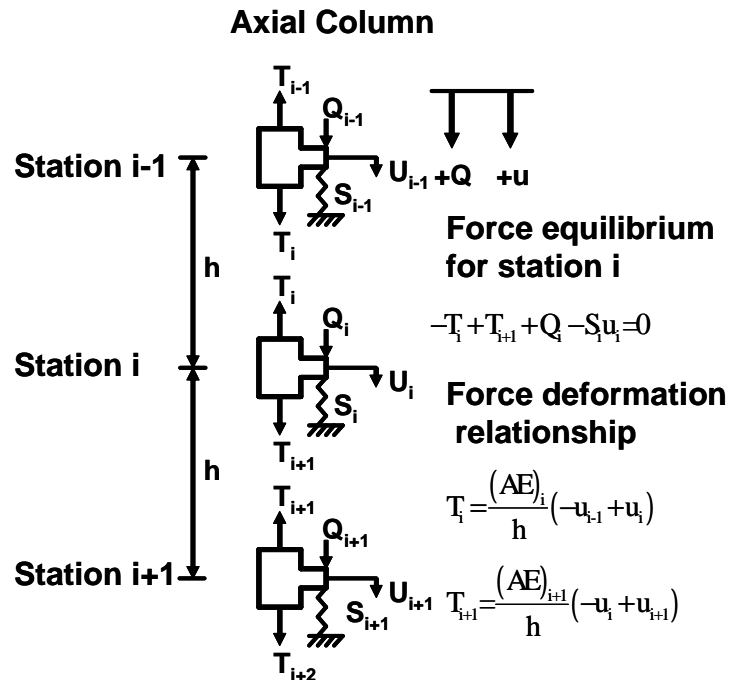 Axial Column
T_{i-1}
Q_{i-1}
Station i-1
U_{i-1} +Q +u
S_{i-1}
T_i
Force equilibrium
for station i
h
T_i
Q_i
-T_i+T_{i+1}+Q_i-S_iu_i=0
Station i
U_i
S_i
Force deformation
relationship
T_{i+1}
h
T_{i+1}
T_i=\frac{(AE)_i}{h}(-u_{i-1}+u_i)
Q_{i+1}
Station i+1
U_{i+1}
T_{i+1}=\frac{(AE)_{i+1}}{h}(-u_i+u_{i+1})
S_{i+1}
T_{i+2}